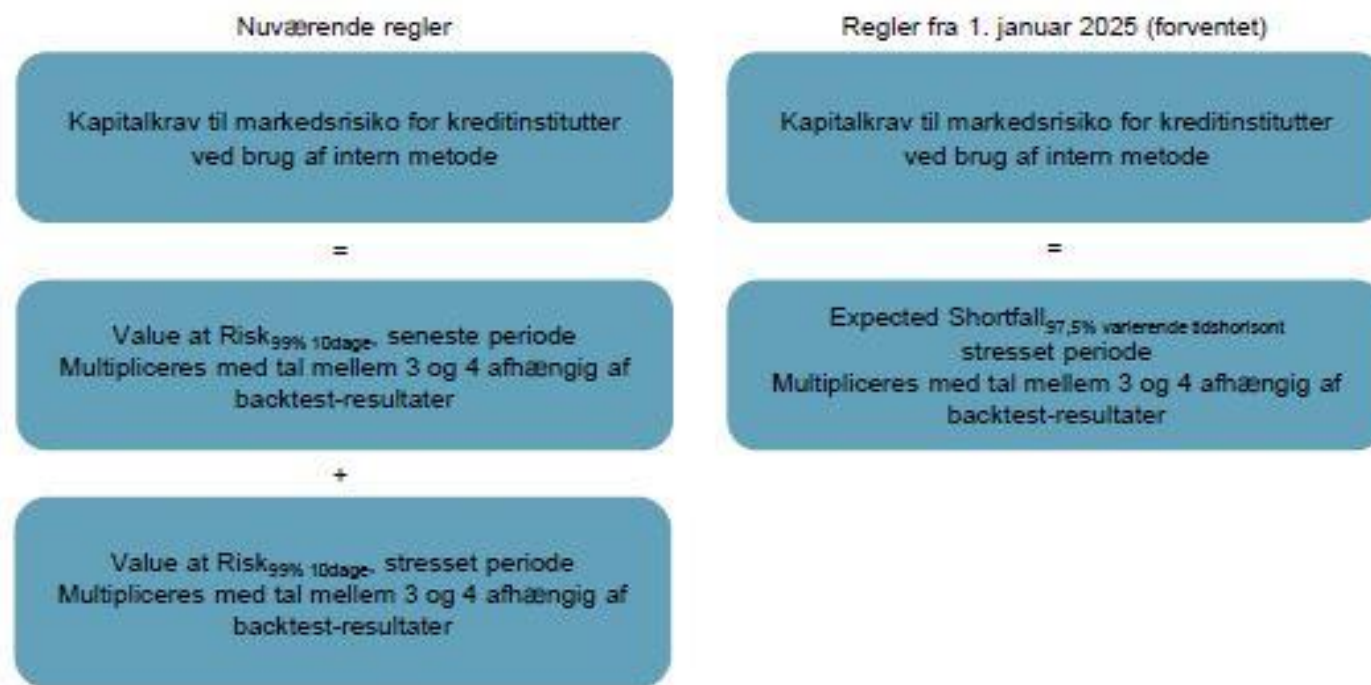 Nuværende regler
Kapitalkrav til markedsrisiko for kreditinstitutter
ved brug af intern metode
=
Value at Risk99% 10dage, seneste periode
Multipliceres med tal mellem 3 og 4 afhængig af
backtest-resultater
+
Value at Risk99% 10dage, stresset periode
Multipliceres med tal mellem 3 og 4 afhængig af
backtest-resultater
Regler fra 1. januar 2025 (forventet)
Kapitalkrav til markedsrisiko for kreditinstitutter
ved brug af intern metode
=
Expected Shortfall97,5% varierende tidshorisont
stresset periode
Multipliceres med tal mellem 3 og 4 afhængig af
backtest-resultater